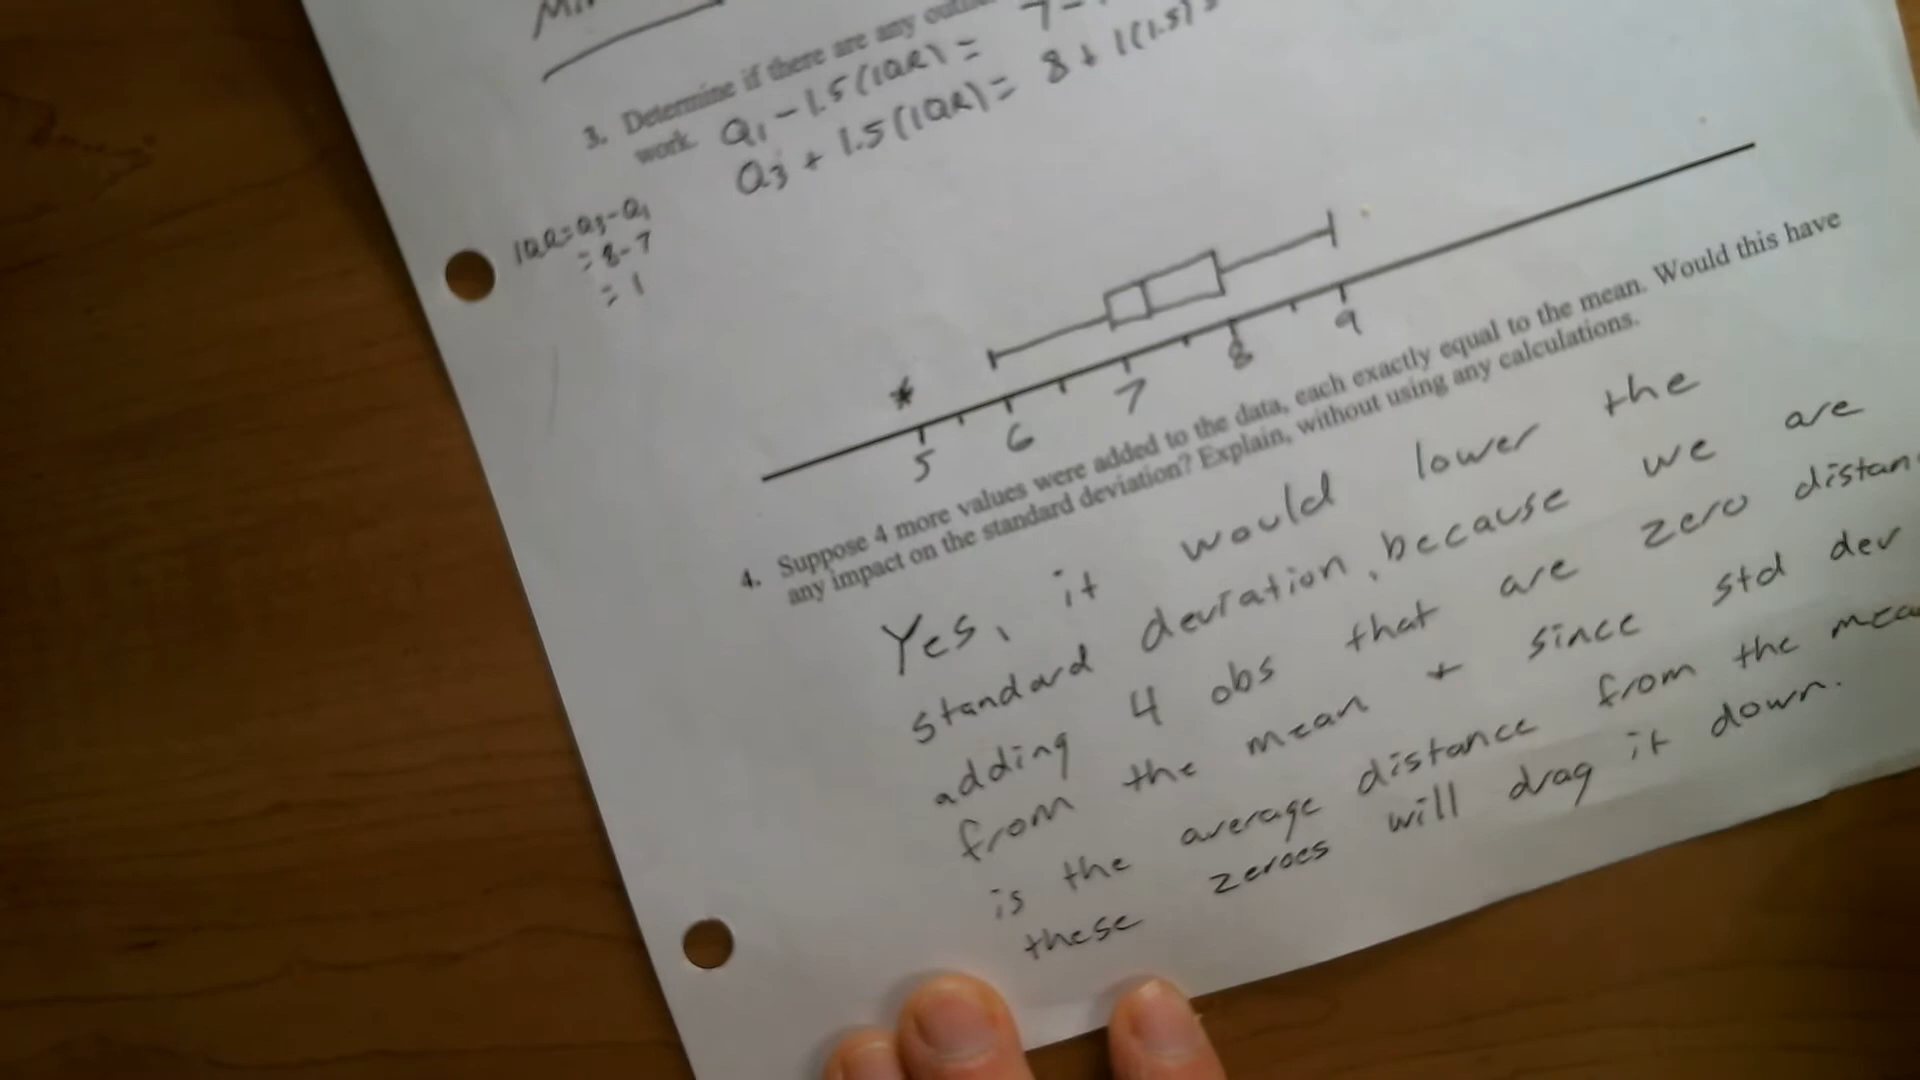 3. Determine if there are any
work. Q1 - 1.5(IQR) = 7 -
Q3 + 1.5(IQR) = 8 + 1(1.5)
IQR = Q3 - Q1
= 8 - 7
= 1
5 6 7 8 9
4. Suppose 4 more values were added to the data, each exactly equal to the mean. Would this have
any impact on the standard deviation? Explain, without using any calculations.
Yes, it would lower the
standard deviation, because we are
adding 4 obs that are zero
from the mean + since std dev
is the average distance from the
these zeroes will drag it down.